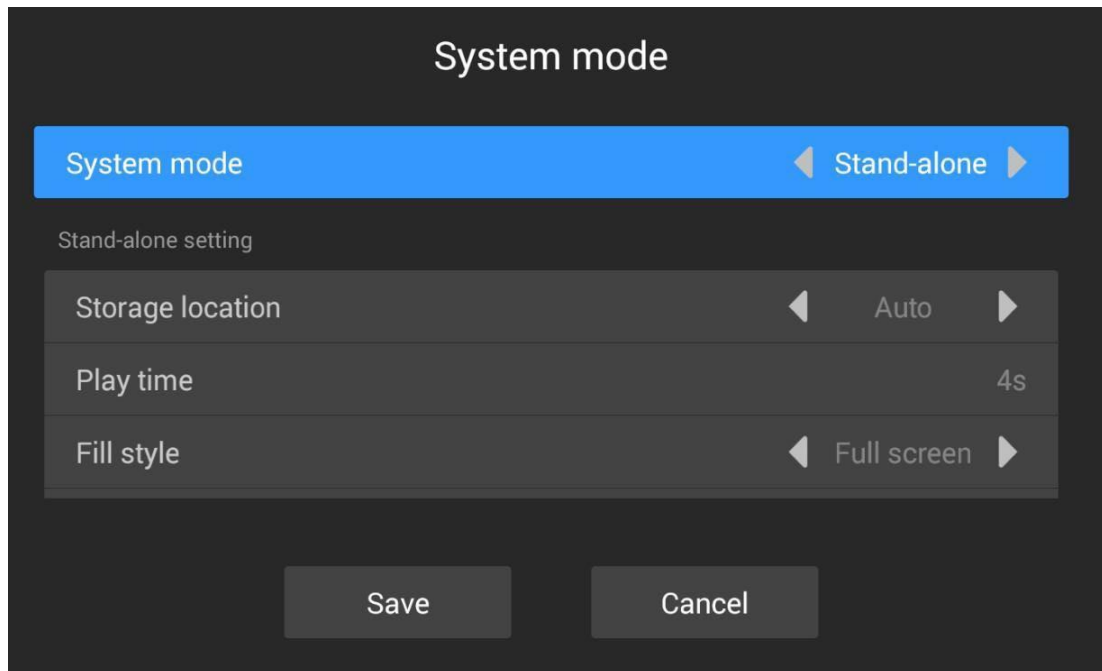 System mode
System mode Stand-alone
Stand-alone setting
Storage location Auto
Play time 4s
Fill style Full screen
Save Cancel